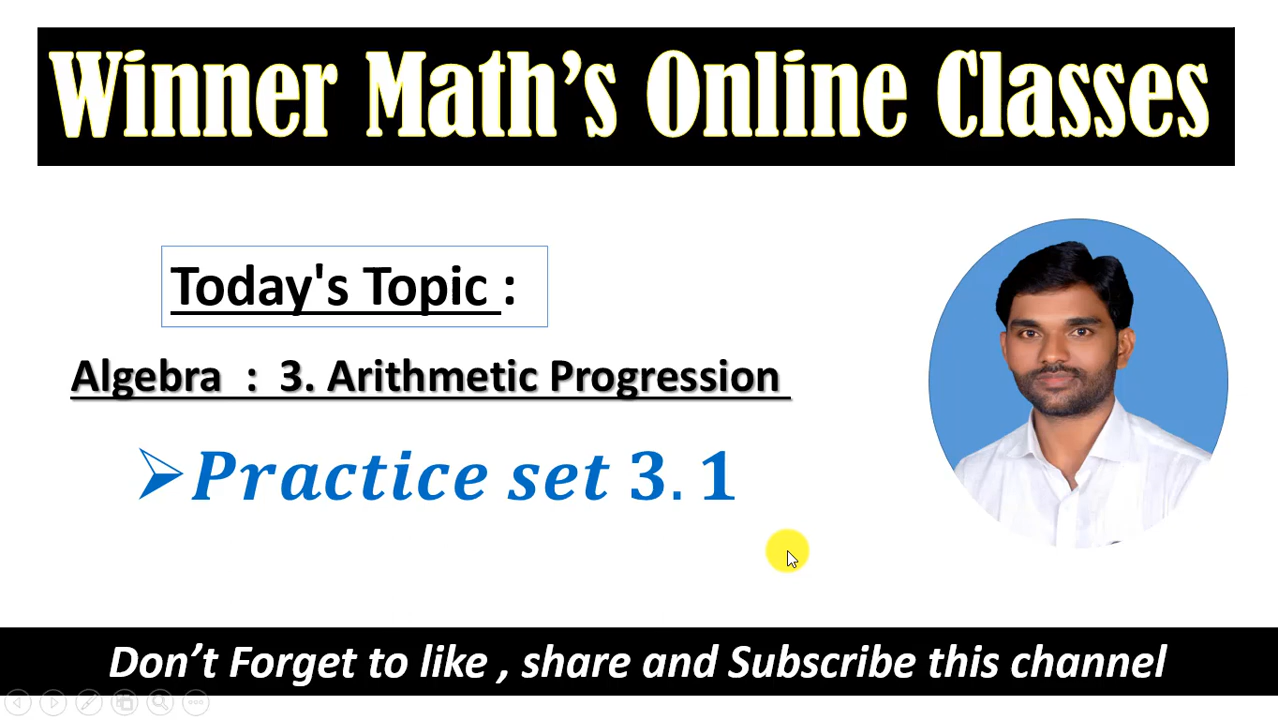 Winner Math's Online Classes
Today's Topic :
Algebra : 3. Arithmetic Progression
➢Practice set 3.1
Don't Forget to like , share and Subscribe this channel